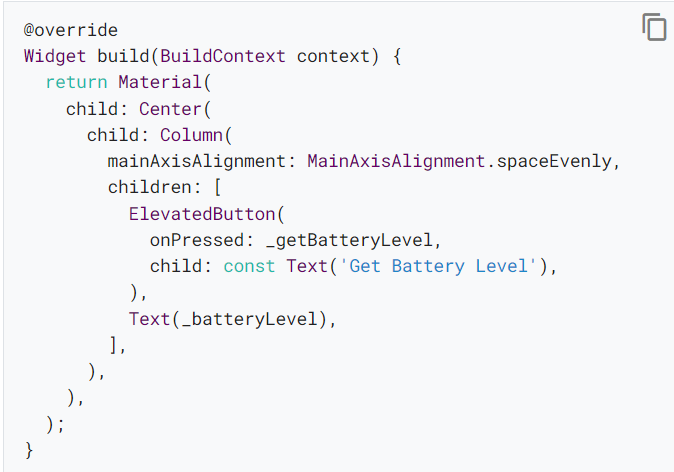 @override
Widget build(BuildContext context) {
  return Material(
    child: Center(
      child: Column(
        mainAxisAlignment: MainAxisAlignment.spaceEvenly,
        children: [
          ElevatedButton(
            onPressed: _getBatteryLevel,
            child: const Text('Get Battery Level'),
          ),
          Text(_batteryLevel),
        ],
      ),
    ),
  );
}